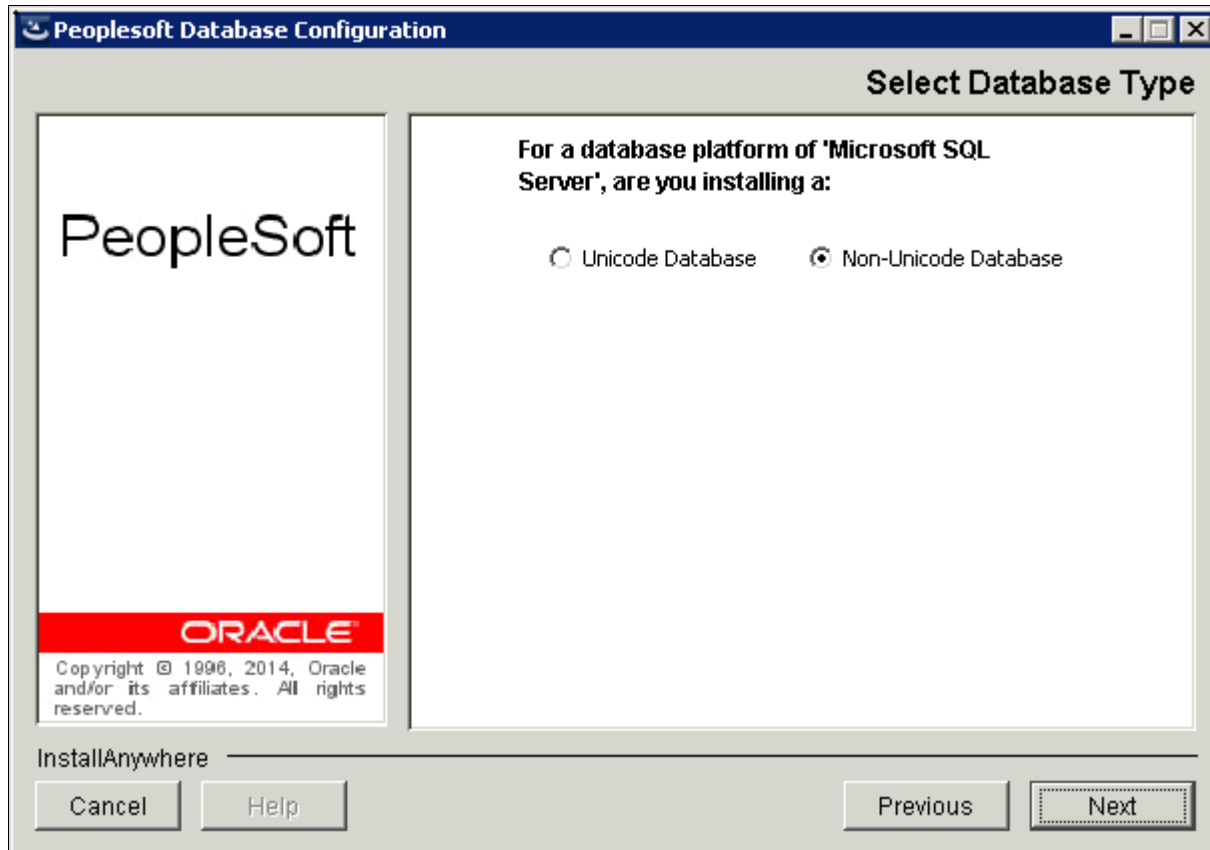 Peoplesoft Database Configuration
Select Database Type
PeopleSoft
ORACLE
Copyright © 1996, 2014, Oracle
and/or its affiliates. All rights
reserved.
For a database platform of 'Microsoft SQL
Server', are you installing a:
Unicode Database Non-Unicode Database
InstallAnywhere
Cancel Help Previous Next